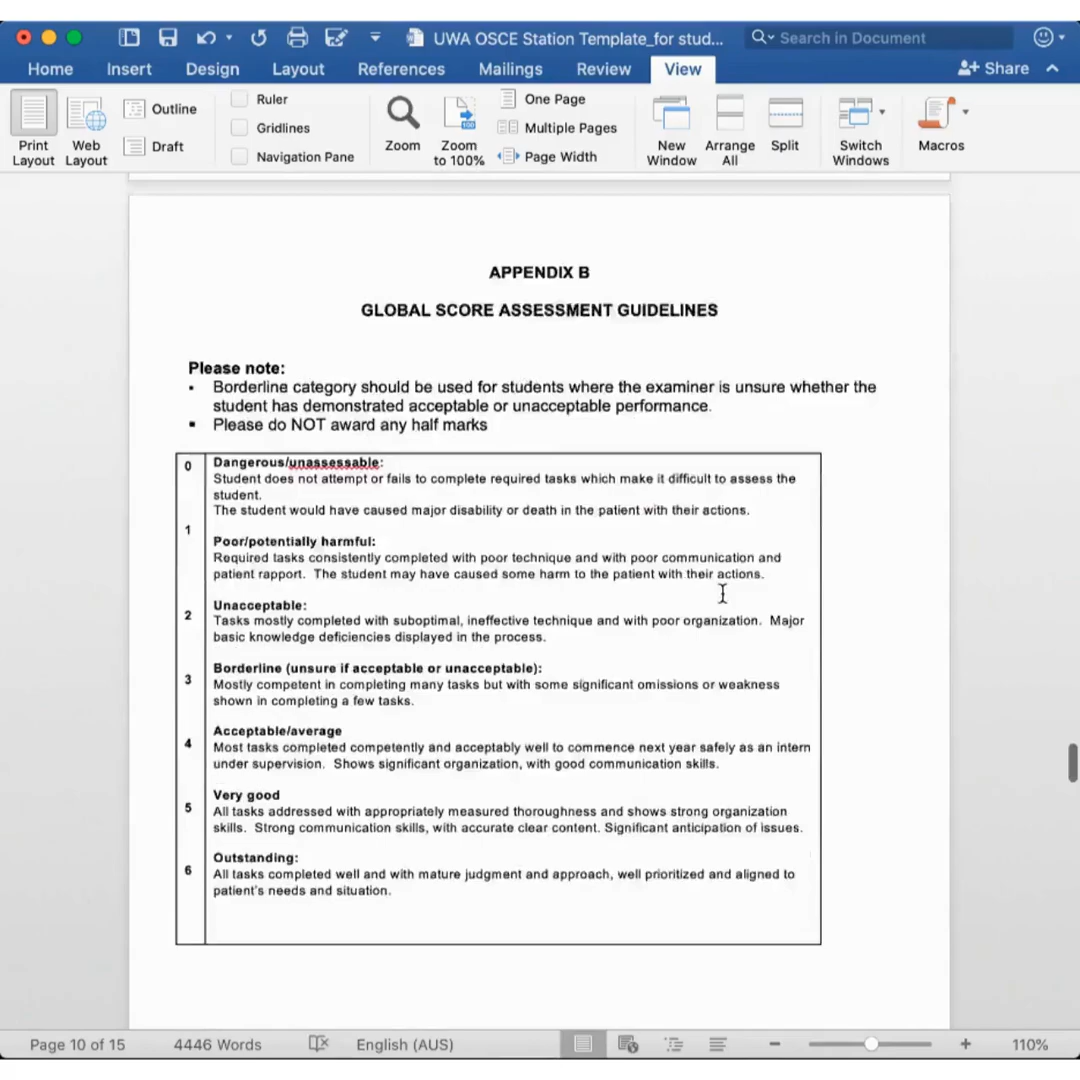 UWA OSCE Station Template_for stud...
Search in Document
Home Insert Design Layout References Mailings Review View Share
Print Layout
Web Layout
Outline
Draft
Ruler
Gridlines
Navigation Pane
Zoom
Zoom to 100%
100
One Page
Multiple Pages
Page Width
New Window
Arrange All
Split
Switch Windows
Macros
APPENDIX B
GLOBAL SCORE ASSESSMENT GUIDELINES
Please note:
▪ Borderline category should be used for students where the examiner is unsure whether the
student has demonstrated acceptable or unacceptable performance.
▪ Please do NOT award any half marks
0 Dangerous/unassessable:
Student does not attempt or fails to complete required tasks which make it difficult to assess the
student.
The student would have caused major disability or death in the patient with their actions.
1
Poor/potentially harmful:
Required tasks consistently completed with poor technique and with poor communication and
patient rapport. The student may have caused some harm to the patient with their actions.
Unacceptable:
2 Tasks mostly completed with suboptimal, ineffective technique and with poor organization. Major
basic knowledge deficiencies displayed in the process.
Borderline (unsure if acceptable or unacceptable):
3 Mostly competent in completing many tasks but with some significant omissions or weakness
shown in completing a few tasks.
Acceptable/average
4 Most tasks completed competently and acceptably well to commence next year safely as an intern
under supervision. Shows significant organization, with good communication skills.
Very good
5 All tasks addressed with appropriately measured thoroughness and shows strong organization
skills. Strong communication skills, with accurate clear content. Significant anticipation of issues.
Outstanding:
6 All tasks completed well and with mature judgment and approach, well prioritized and aligned to
patient's needs and situation.
Page 10 of 15 4446 Words English (AUS) 110%